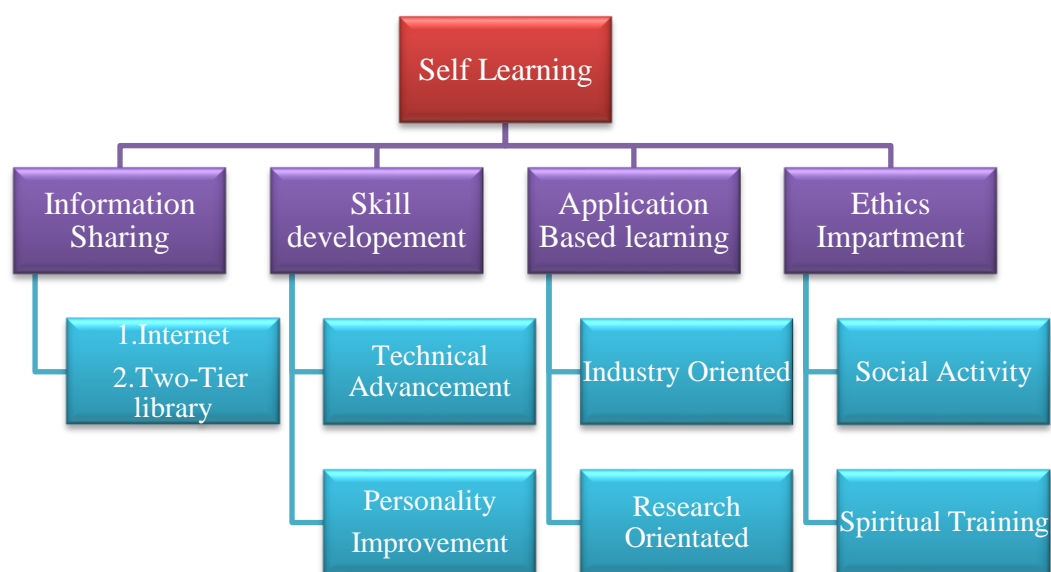 Self Learning
Information
Sharing
Skill
developement
Application
Based learning
Ethics
Impartment
1.Internet
2.Two-Tier
library
Technical
Advancement
Industry Oriented
Social Activity
Personality
Improvement
Research
Orientated
Spiritual Training